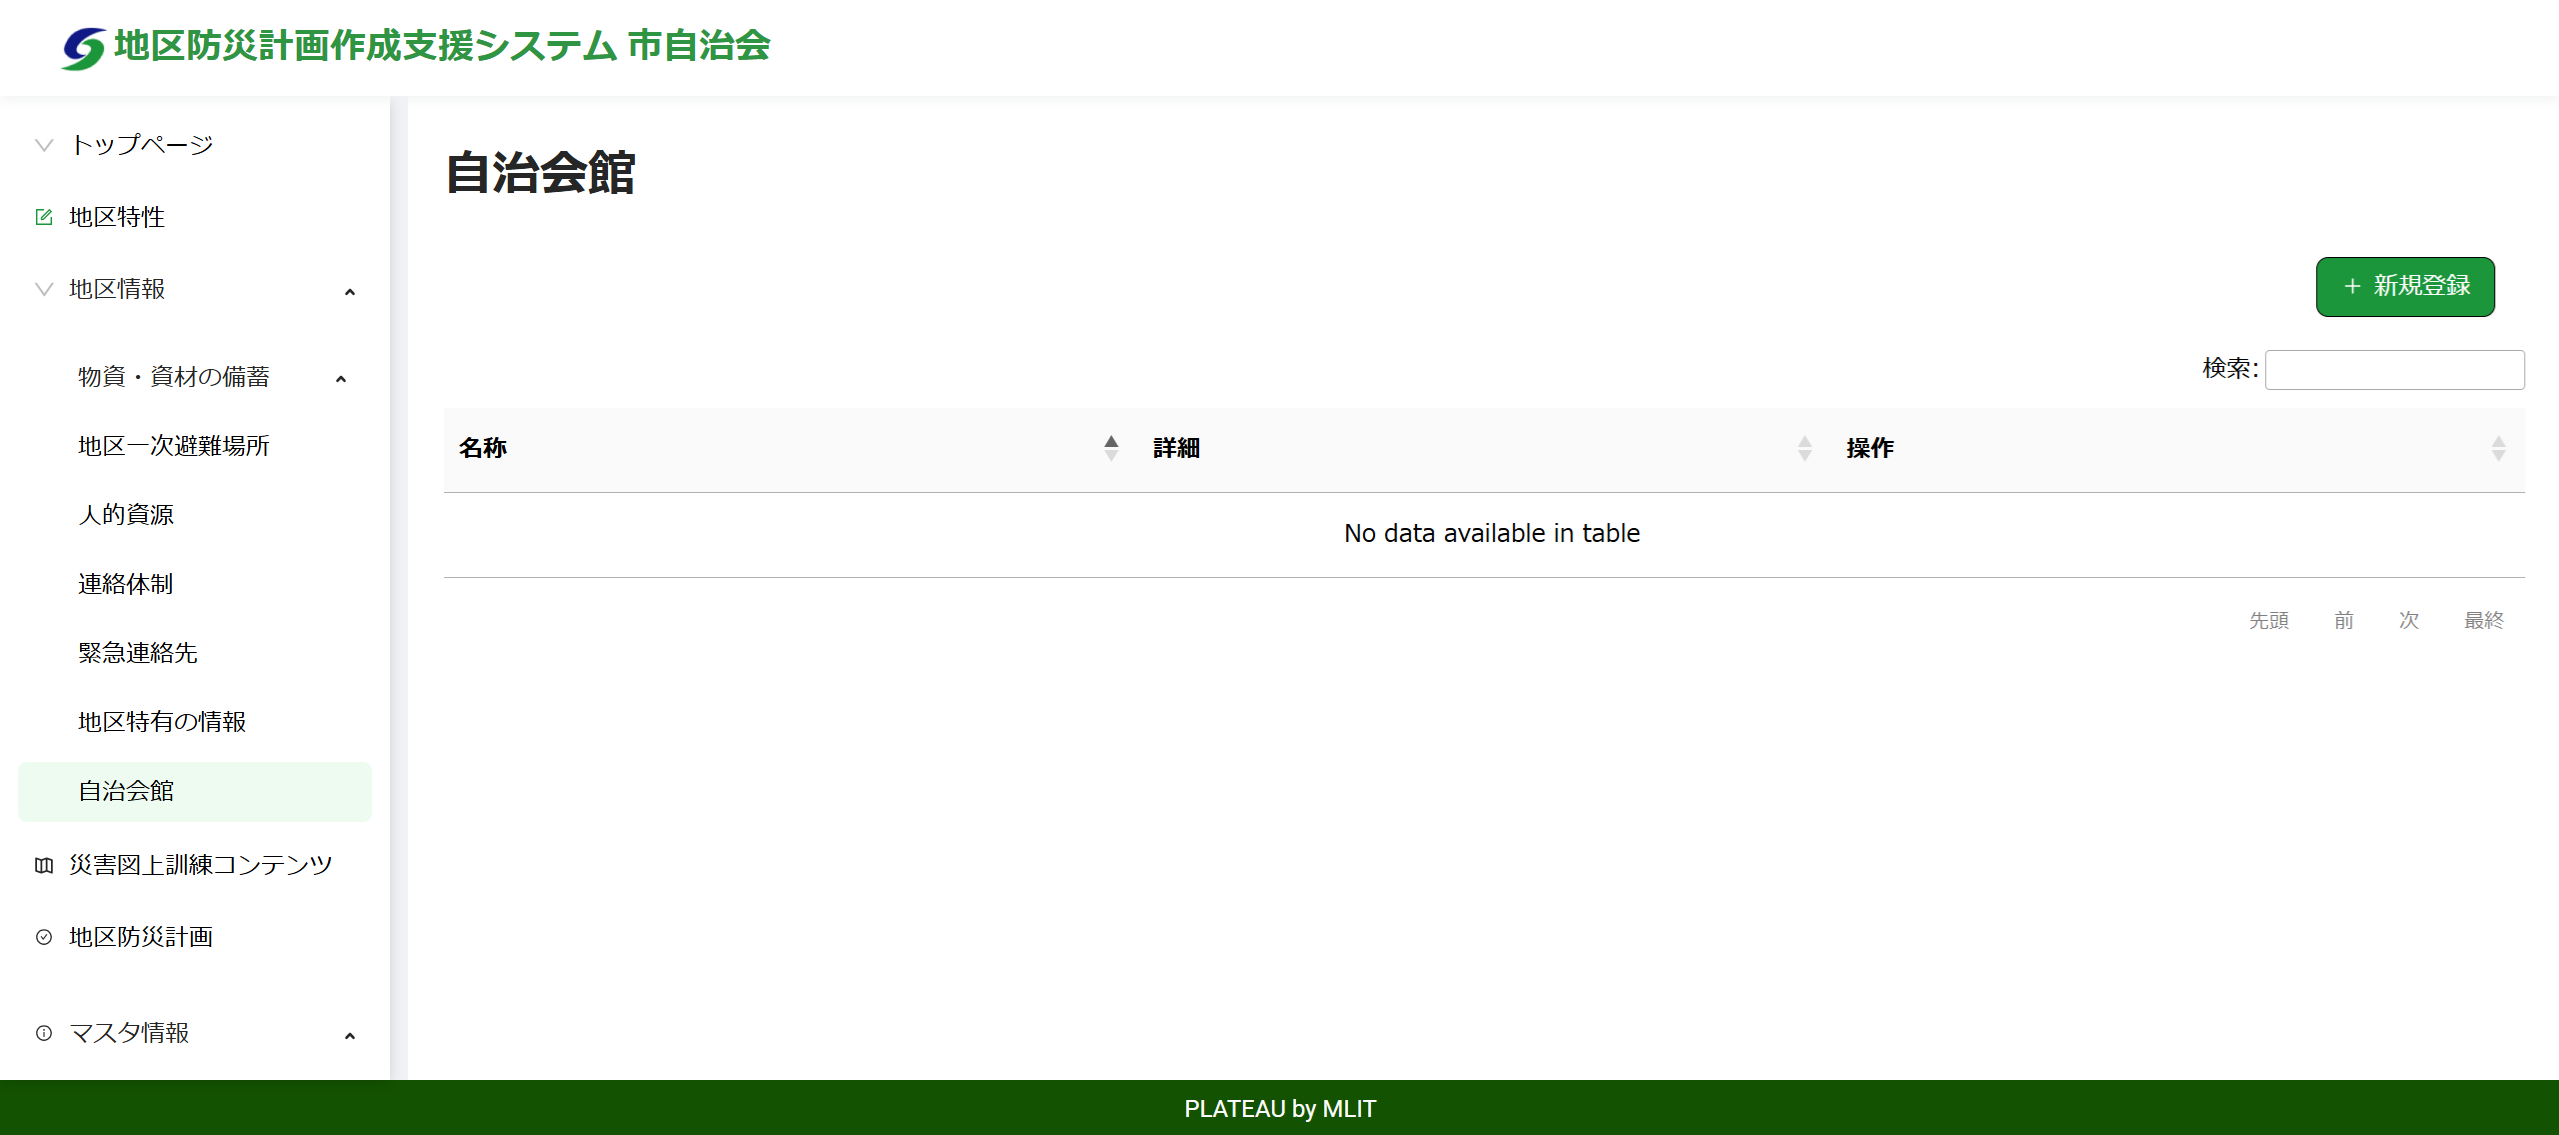 地区防災計画作成支援システム 市自治会
トップページ
地区特性
地区情報
物資・資材の備蓄
地区一次避難場所
人的資源
連絡体制
緊急連絡先
地区特有の情報
自治会館
災害図上訓練コンテンツ
地区防災計画
マスタ情報
自治会館
＋ 新規登録
検索:
名称 詳細 操作
No data available in table
先頭 前 次 最終
PLATEAU by MLIT